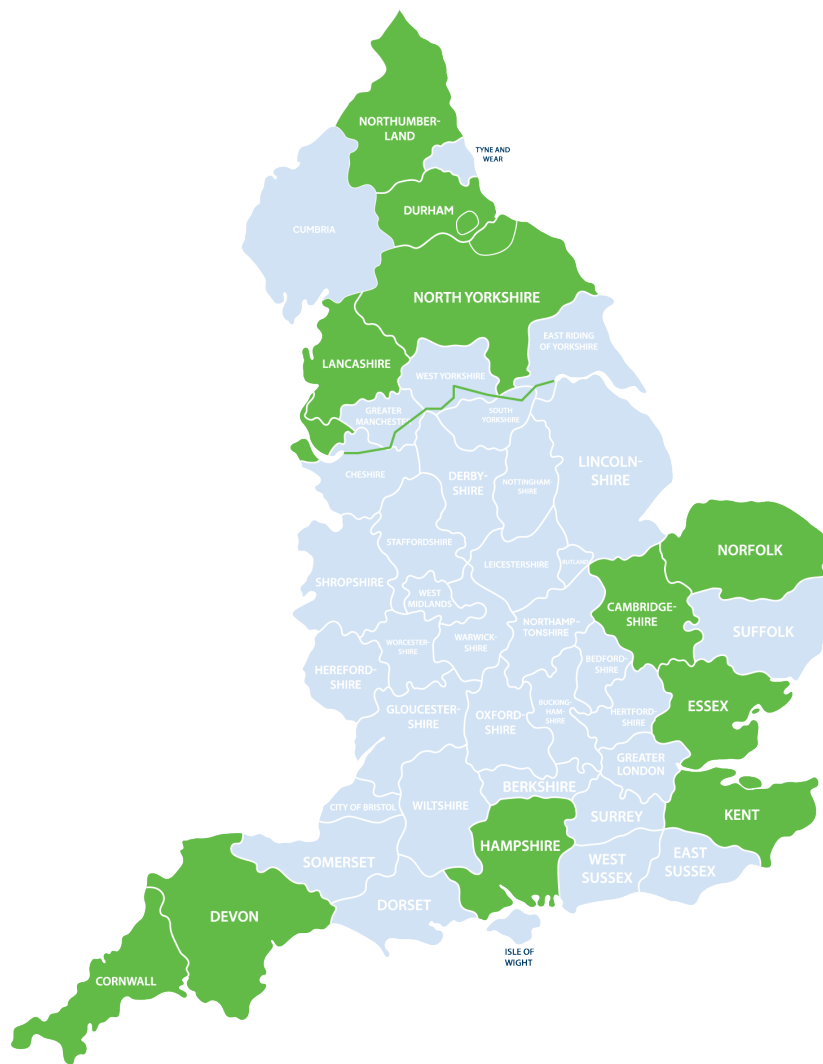 NORTHUMBER-
LAND
TYNE AND
WEAR
DURHAM
CUMBRIA
NORTH YORKSHIRE
EAST RIDING
OF YORKSHIRE
LANCASHIRE
WEST YORKSHIRE
GREATER
MANCHESTER
SOUTH
YORKSHIRE
CHESHIRE
DERBY-
SHIRE
NOTTINGHAM-
SHIRE
LINCOLN-
SHIRE
STAFFORDSHIRE
LEICESTERSHIRE
RUTLAND
NORFOLK
SHROPSHIRE
WEST
MIDLANDS
CAMBRIDGE-
SHIRE
SUFFOLK
WORCESTER-
SHIRE
WARWICK-
SHIRE
NORTHAMP-
TONSHIRE
BEDFORD-
SHIRE
HEREFORD-
SHIRE
GLOUCESTER-
SHIRE
OXFORD-
SHIRE
BUCKING-
HAM-
SHIRE
HERTFORD-
SHIRE
ESSEX
GREATER
LONDON
BERKSHIRE
CITY OF BRISTOL
WILTSHIRE
SURREY
KENT
HAMPSHIRE
SOMERSET
WEST
SUSSEX
EAST
SUSSEX
DEVON
DORSET
ISLE OF
WIGHT
CORNWALL